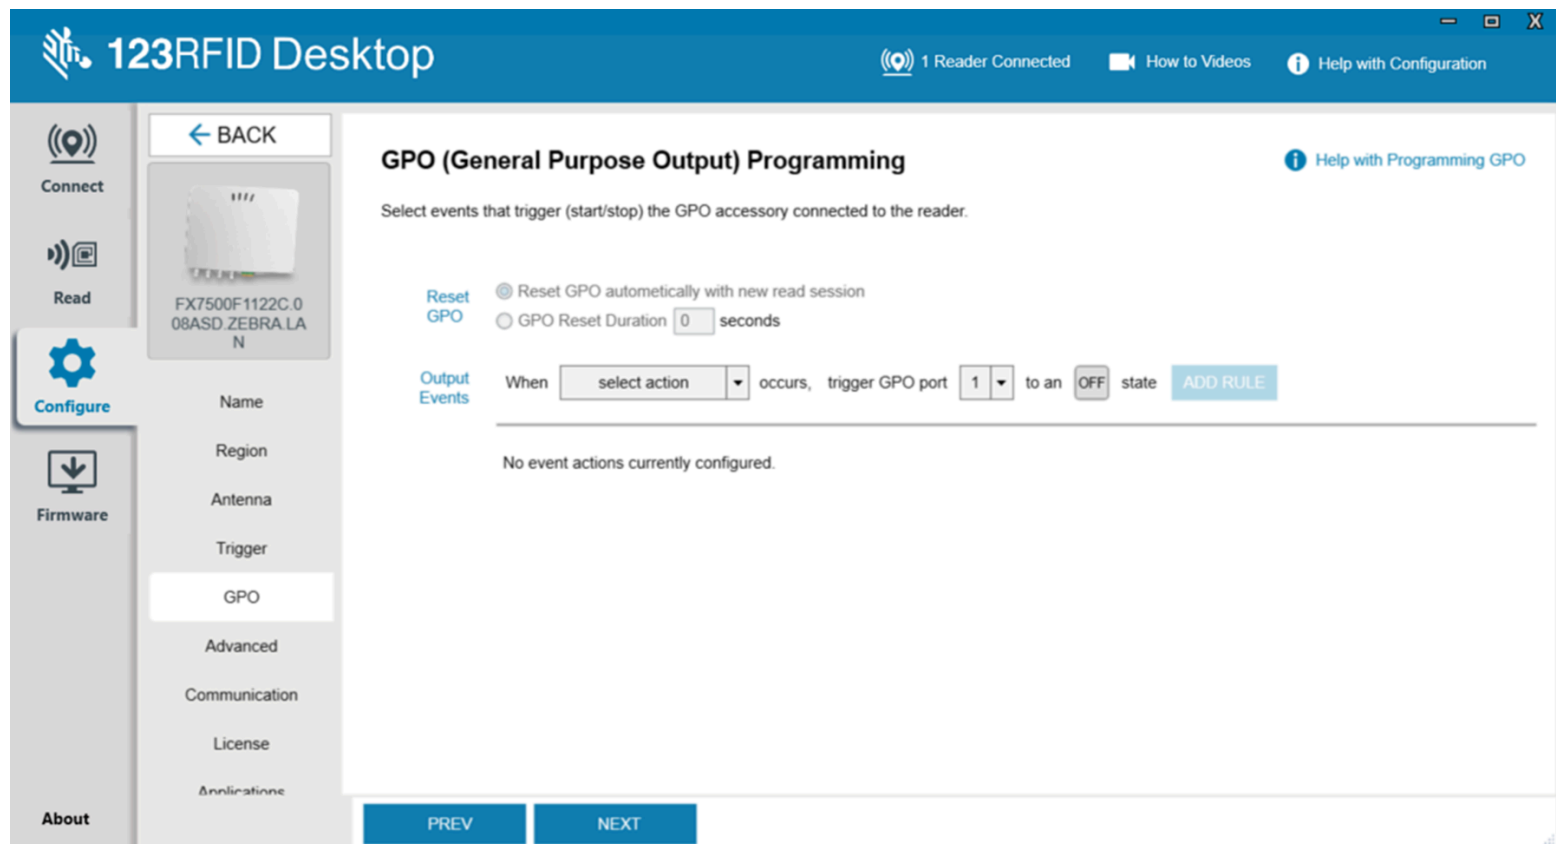 123RFID Desktop
1 Reader Connected
How to Videos
Help with Configuration
X
Connect
Read
Configure
Firmware
About
BACK
FX7500F1122C.0
08ASD.ZEBRA.LA
N
Name
Region
Antenna
Trigger
GPO
Advanced
Communication
License
Applications
GPO (General Purpose Output) Programming
Help with Programming GPO
Select events that trigger (start/stop) the GPO accessory connected to the reader.
Reset
GPO
Reset GPO autometically with new read session
GPO Reset Duration 0 seconds
Output
Events
When select action occurs, trigger GPO port 1 to an OFF state ADD RULE
No event actions currently configured.
PREV
NEXT